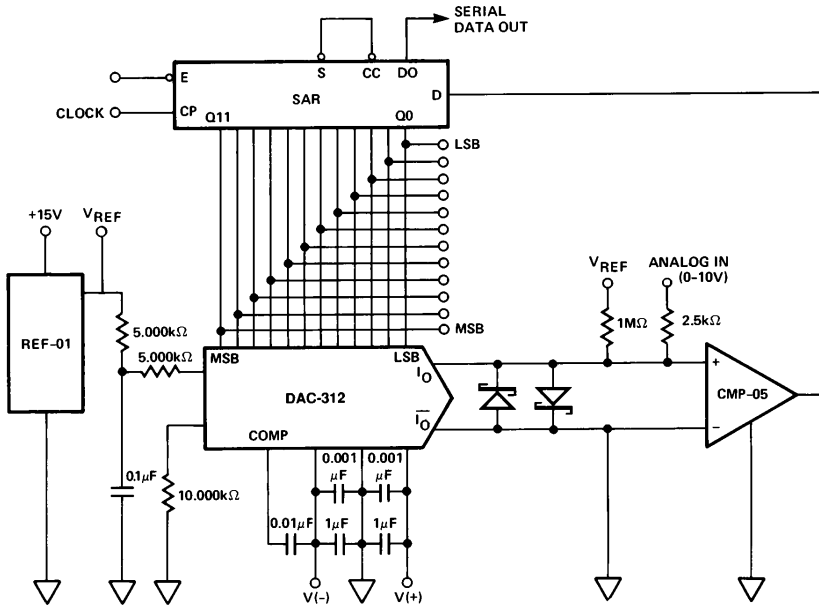 SERIAL
DATA OUT
S
CC
DO
E
SAR
D
CLOCK
CP
Q11
Q0
LSB
+15V
VREF
VREF
ANALOG IN
(0–10V)
5.000kΩ
1MΩ
2.5kΩ
MSB
REF-01
5.000kΩ
MSB
LSB
IO
+
DAC-312
CMP-05
COMP
IO
–
0.001
μF
0.001
μF
0.1μF
10.000kΩ
0.01μF
1μF
1μF
V(–)
V(+)